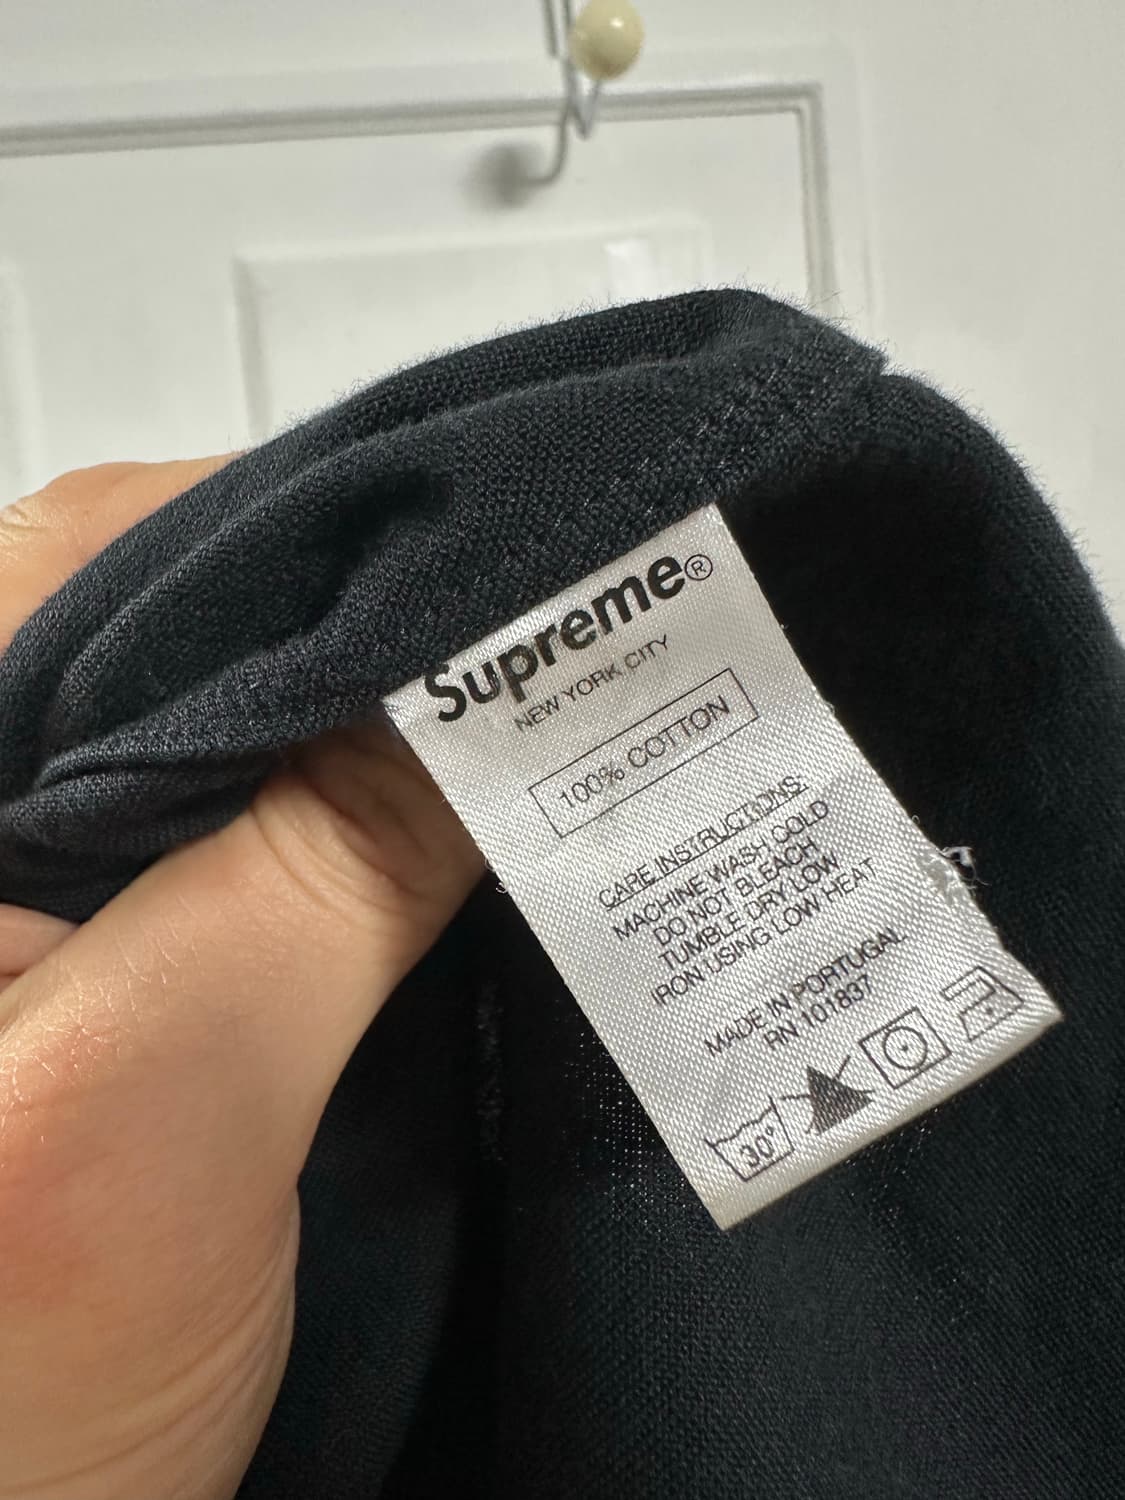 Supreme®
NEW YORK CITY
100% COTTON
CARE INSTRUCTIONS:
MACHINE WASH COLD
DO NOT BLEACH
TUMBLE DRY LOW
IRON USING LOW HEAT
MADE IN PORTUGAL
RN 101837
30°